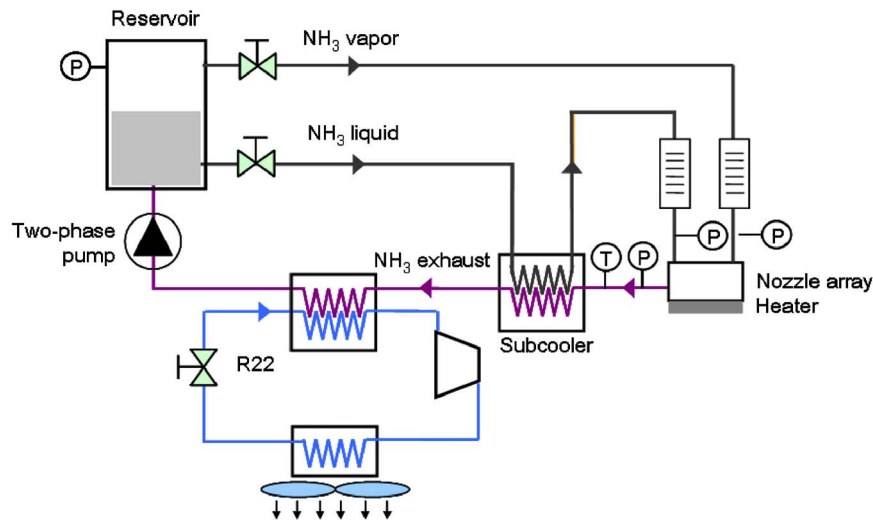 Reservoir
P
NH3 vapor
NH3 liquid
Two-phase
pump
NH3 exhaust
T
P
P
P
Nozzle array
Heater
Subcooler
R22